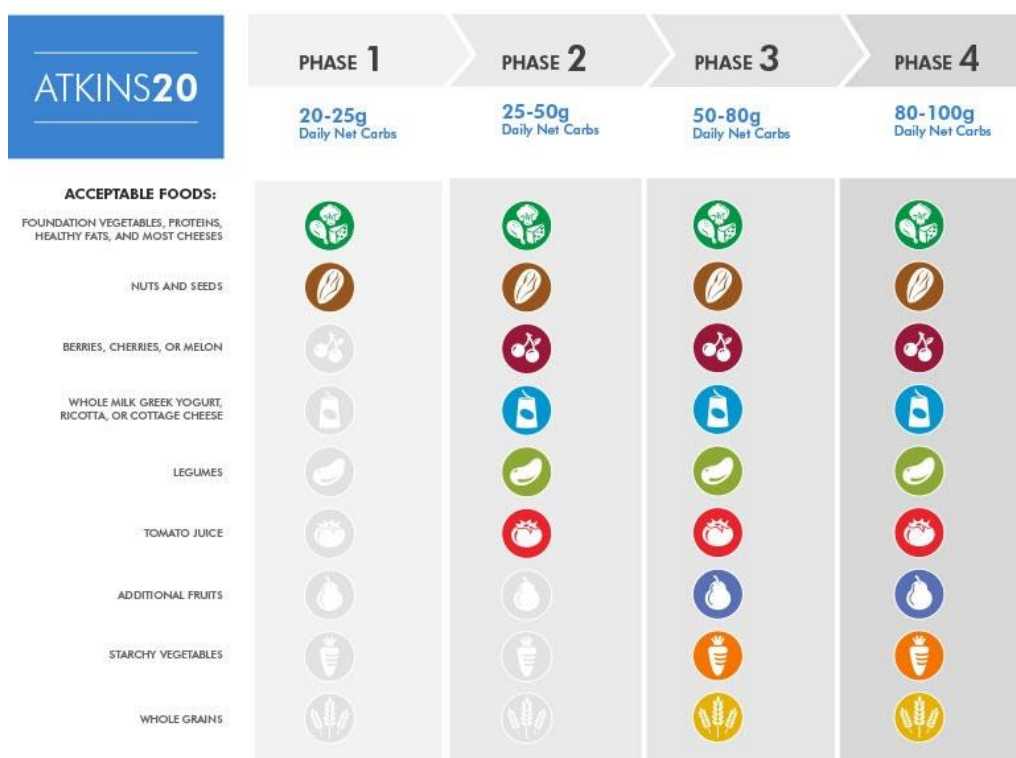 ATKINS20
PHASE 1
PHASE 2
PHASE 3
PHASE 4
20-25g
Daily Net Carbs
25-50g
Daily Net Carbs
50-80g
Daily Net Carbs
80-100g
Daily Net Carbs
ACCEPTABLE FOODS:
FOUNDATION VEGETABLES, PROTEINS,
HEALTHY FATS, AND MOST CHEESES
NUTS AND SEEDS
BERRIES, CHERRIES, OR MELON
WHOLE MILK GREEK YOGURT,
RICOTTA, OR COTTAGE CHEESE
LEGUMES
TOMATO JUICE
ADDITIONAL FRUITS
STARCHY VEGETABLES
WHOLE GRAINS